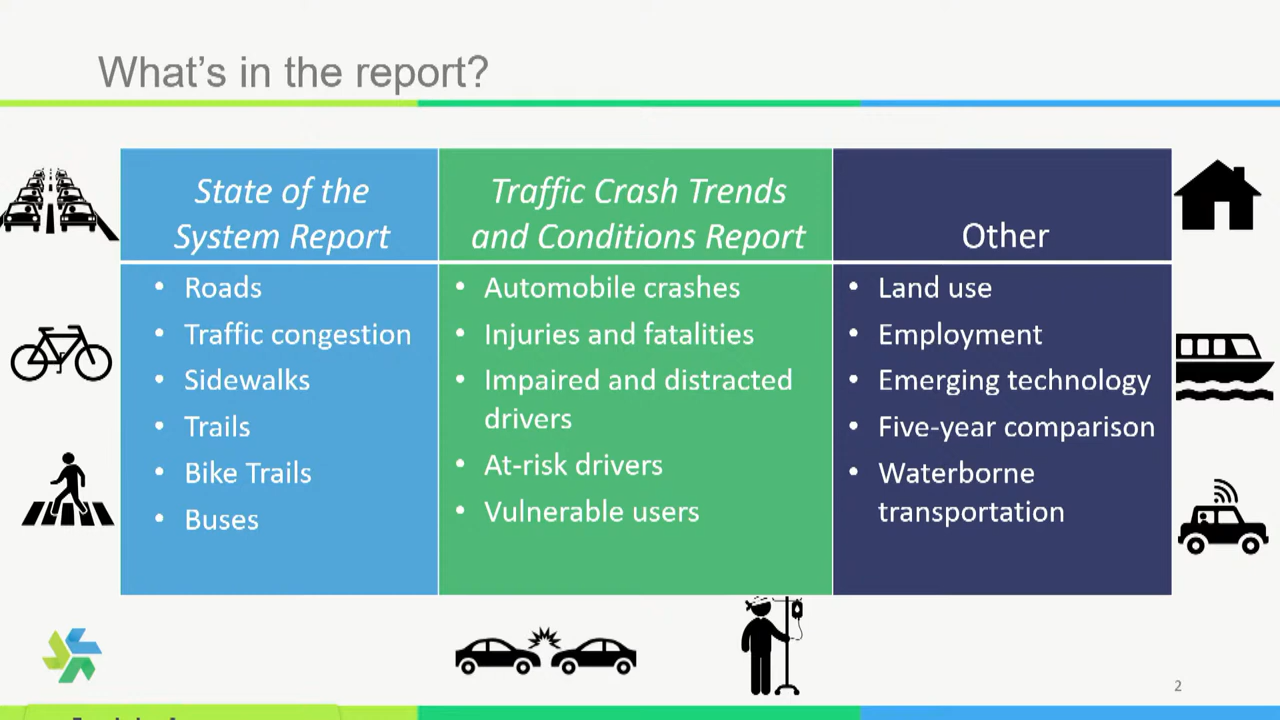 What's in the report?
State of the
System Report
Traffic Crash Trends
and Conditions Report
Other
• Roads
• Traffic congestion
• Sidewalks
• Trails
• Bike Trails
• Buses
• Automobile crashes
• Injuries and fatalities
• Impaired and distracted
drivers
• At-risk drivers
• Vulnerable users
• Land use
• Employment
• Emerging technology
• Five-year comparison
• Waterborne
transportation
2